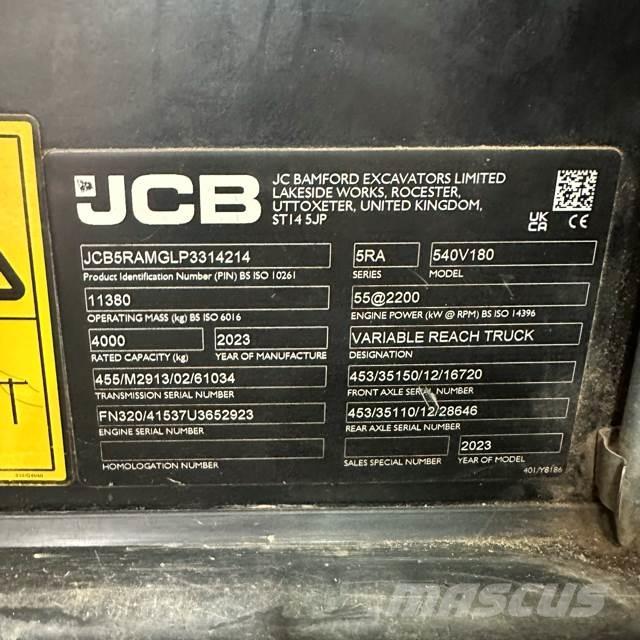 JCB
JC BAMFORD EXCAVATORS LIMITED
LAKESIDE WORKS, ROCESTER,
UTTOXETER, UNITED KINGDOM,
ST14 5JP
UK CA CE
JCB5RAMGLP3314214
Product Identification Number (PIN) BS ISO 10261
5RA 540V180
SERIES MODEL
11380
OPERATING MASS (kg) BS ISO 6016
55@2200
ENGINE POWER (kW @ RPM) BS ISO 14396
4000 2023
RATED CAPACITY (kg) YEAR OF MANUFACTURE
VARIABLE REACH TRUCK
DESIGNATION
455/M2913/02/61034
TRANSMISSION SERIAL NUMBER
453/35150/12/16720
FRONT AXLE SERIAL NUMBER
FN320/41537U3652923
ENGINE SERIAL NUMBER
453/35110/12/28646
REAR AXLE SERIAL NUMBER
HOMOLOGATION NUMBER
2023
SALES SPECIAL NUMBER YEAR OF MODEL
401/Y8186
mascus